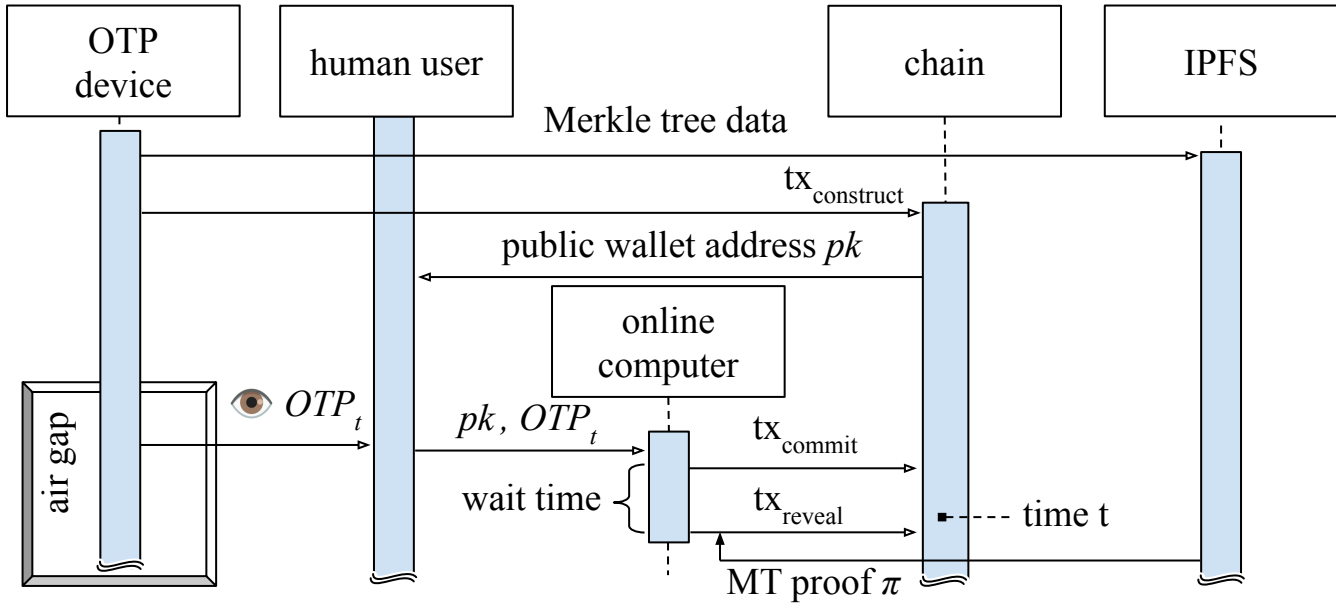 OTP
device
human user
chain
IPFS
Merkle tree data
tx_construct
public wallet address pk
online
computer
air gap
OTP_t
pk, OTP_t
tx_commit
wait time
tx_reveal
time t
MT proof π